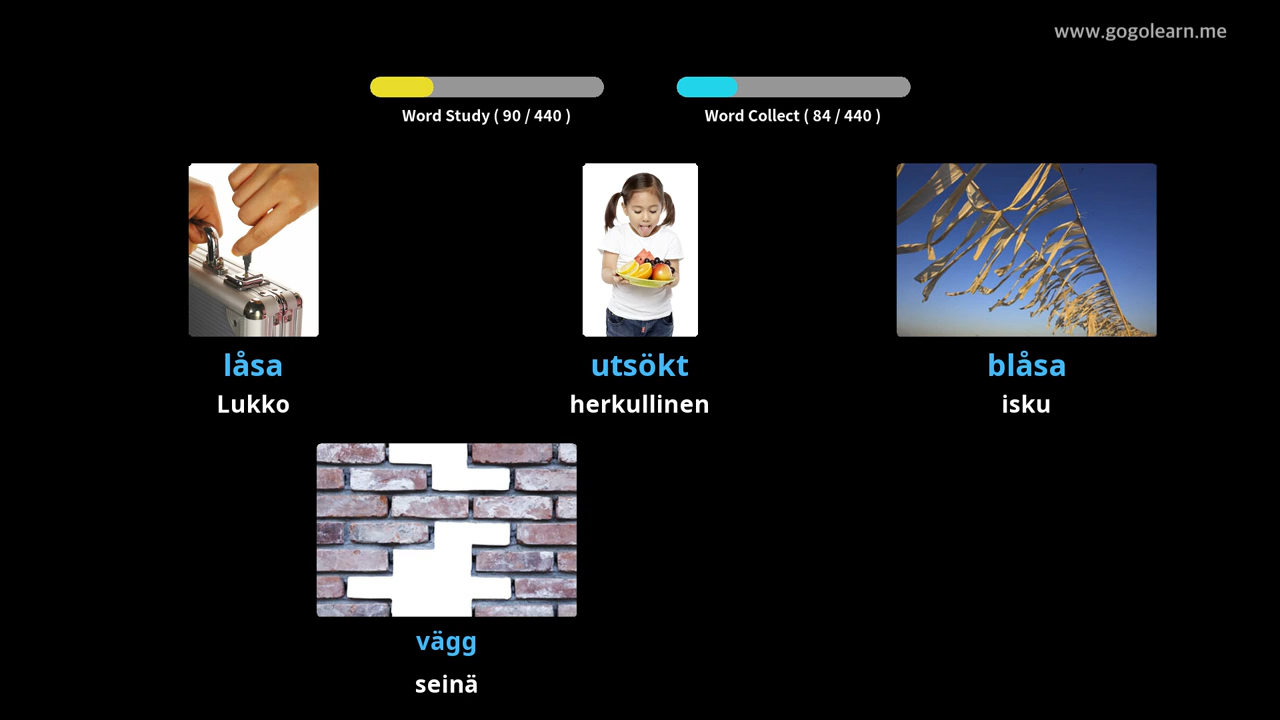 www.gogolearn.me
Word Study ( 90 / 440 )
Word Collect ( 84 / 440 )
låsa
Lukko
utsökt
herkullinen
blåsa
isku
vägg
seinä